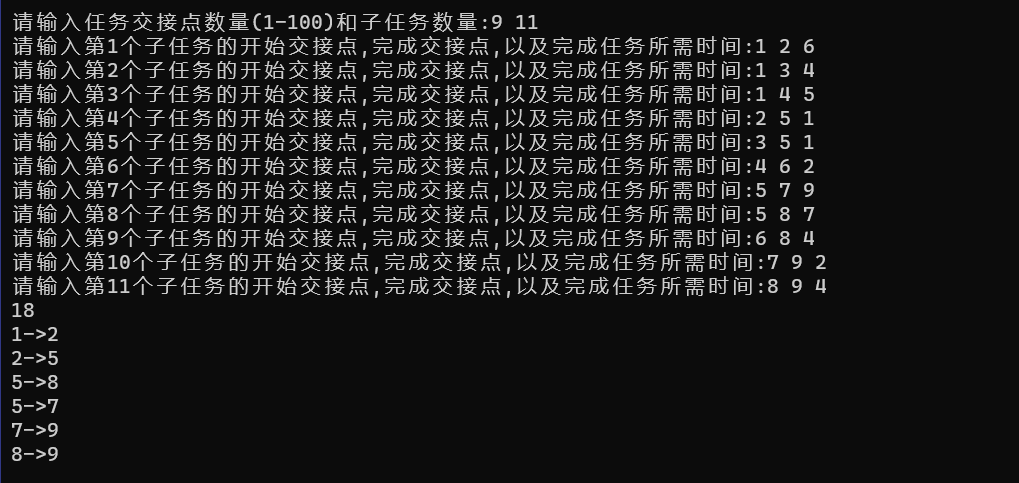 请输入任务交接点数量(1-100)和子任务数量:9 11
请输入第1个子任务的开始交接点,完成交接点,以及完成任务所需时间:1 2 6
请输入第2个子任务的开始交接点,完成交接点,以及完成任务所需时间:1 3 4
请输入第3个子任务的开始交接点,完成交接点,以及完成任务所需时间:1 4 5
请输入第4个子任务的开始交接点,完成交接点,以及完成任务所需时间:2 5 1
请输入第5个子任务的开始交接点,完成交接点,以及完成任务所需时间:3 5 1
请输入第6个子任务的开始交接点,完成交接点,以及完成任务所需时间:4 6 2
请输入第7个子任务的开始交接点,完成交接点,以及完成任务所需时间:5 7 9
请输入第8个子任务的开始交接点,完成交接点,以及完成任务所需时间:5 8 7
请输入第9个子任务的开始交接点,完成交接点,以及完成任务所需时间:6 8 4
请输入第10个子任务的开始交接点,完成交接点,以及完成任务所需时间:7 9 2
请输入第11个子任务的开始交接点,完成交接点,以及完成任务所需时间:8 9 4
18
1->2
2->5
5->8
5->7
7->9
8->9